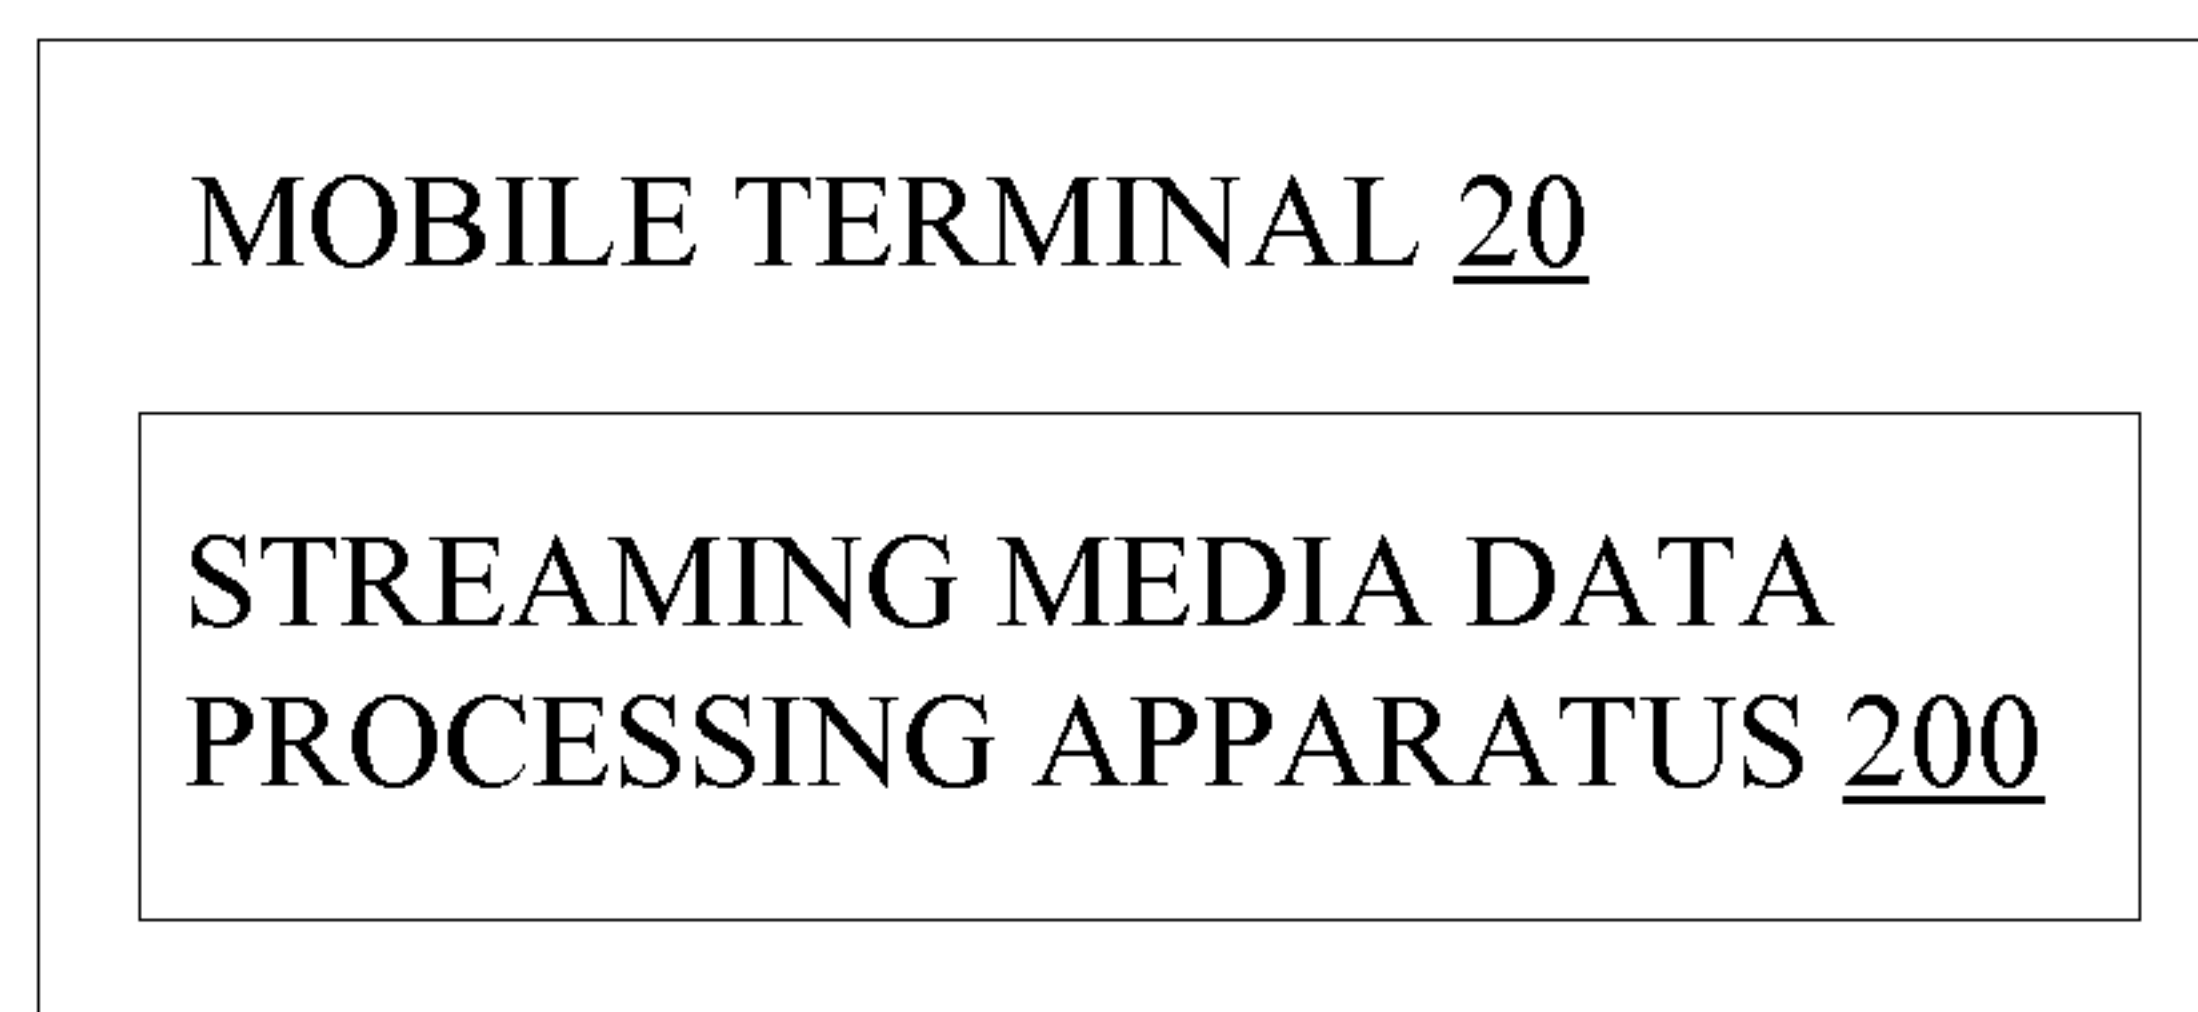 MOBILE TERMINAL 20
STREAMING MEDIA DATA
PROCESSING APPARATUS 200